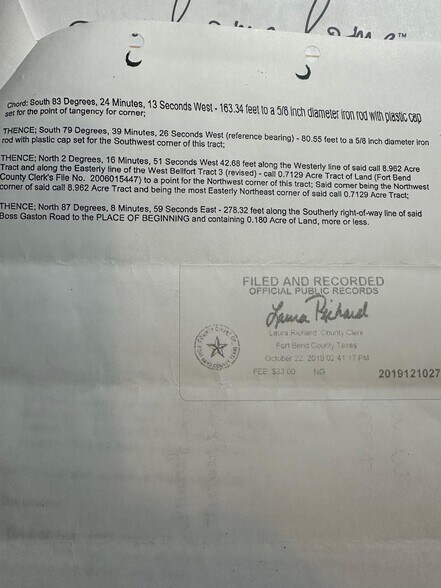 Chord: South 83 Degrees, 24 Minutes, 13 Seconds West - 163.34 feet to a 5/8 inch diameter iron rod with plastic cap
set for the point of tangency for corner;
THENCE; South 79 Degrees, 39 Minutes, 26 Seconds West (reference bearing) - 80.55 feet to a 5/8 inch diameter iron
rod with plastic cap set for the Southwest corner of this tract;
THENCE; North 2 Degrees, 16 Minutes, 51 Seconds West 42.68 feet along the Westerly line of said call 8.962 Acre
Tract and along the Easterly line of the West Bellfort Tract 3 (revised) - call 0.7129 Acre Tract of Land (Fort Bend
County Clerk's File No. 2006015447) to a point for the Northwest corner of this tract; Said corner being the Northwest
corner of said call 8.962 Acre Tract and being the most Easterly Northeast corner of said call 0.7129 Acre Tract;
THENCE; North 87 Degrees, 8 Minutes, 59 Seconds East - 278.32 feet along the Southerly right-of-way line of said
Boss Gaston Road to the PLACE OF BEGINNING and containing 0.180 Acre of Land, more or less.
FILED AND RECORDED
OFFICIAL PUBLIC RECORDS
Laura Richard
Laura Richard, County Clerk
Fort Bend County Texas
October 22, 2019 02:41:17 PM
FEE: $33.00 NG
2019121027